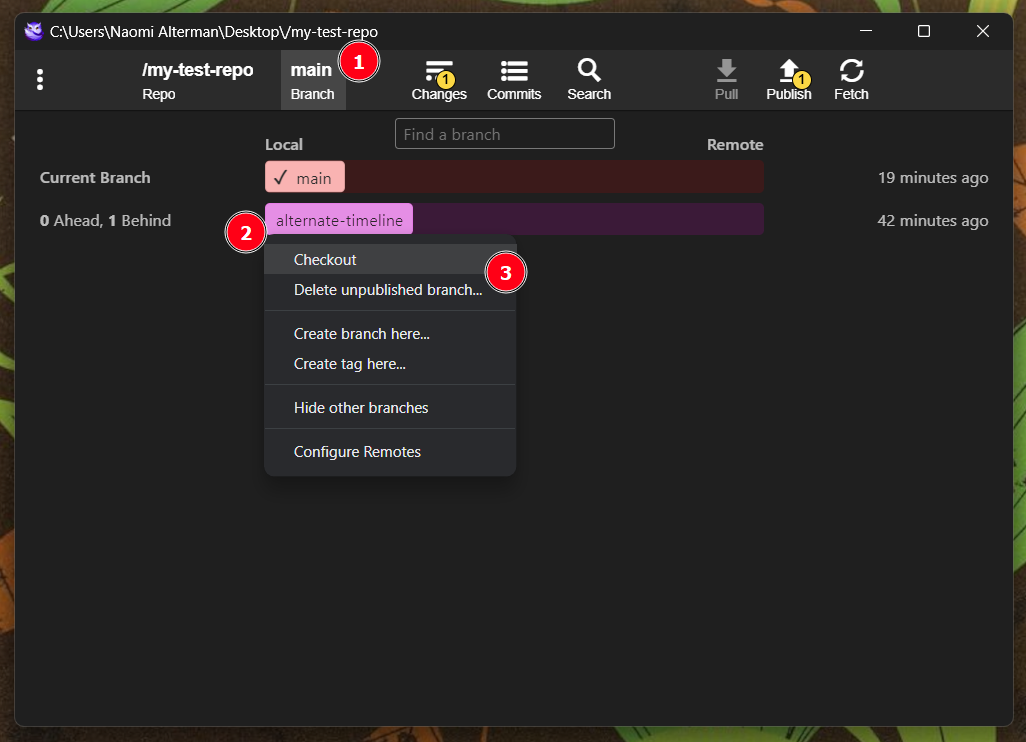 C:\Users\Naomi Alterman\Desktop\/my-test-repo
/my-test-repo
Repo
main
Branch
1
1
Changes
Commits
Search
Pull
1
Publish
Fetch
Local
Find a branch
Remote
Current Branch
✓ main
19 minutes ago
0 Ahead, 1 Behind
2
alternate-timeline
42 minutes ago
Checkout
3
Delete unpublished branch...
Create branch here...
Create tag here...
Hide other branches
Configure Remotes